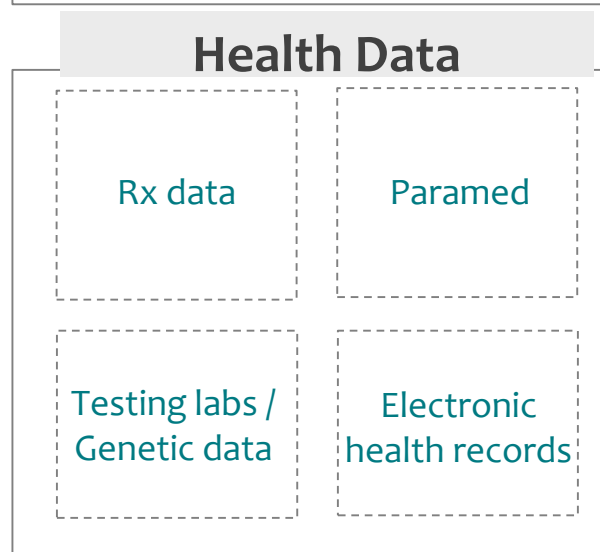 Health Data
Rx data
Paramed
Testing labs /
Genetic data
Electronic
health records